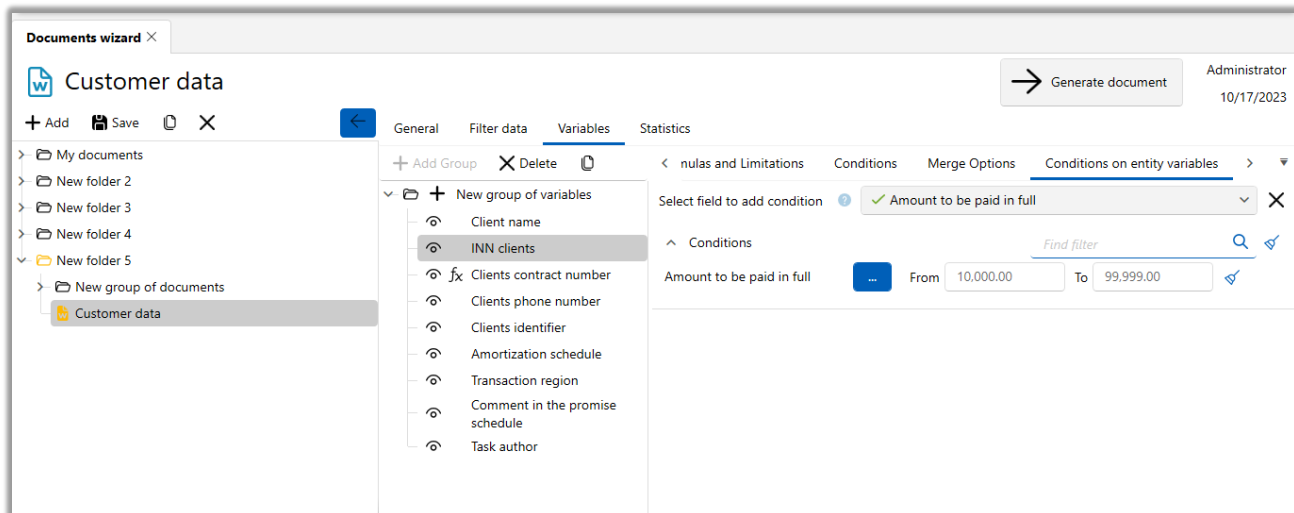 Documents wizard
Customer data
Generate document
Administrator
10/17/2023
Add Save
General Filter data Variables Statistics
My documents
New folder 2
New folder 3
New folder 4
New folder 5
New group of documents
Customer data
Add Group Delete
New group of variables
Client name
INN clients
fx Clients contract number
Clients phone number
Clients identifier
Amortization schedule
Transaction region
Comment in the promise
schedule
Task author
nulas and Limitations Conditions Merge Options Conditions on entity variables
Select field to add condition ? Amount to be paid in full
Conditions Find filter
Amount to be paid in full ... From 10,000.00 To 99,999.00